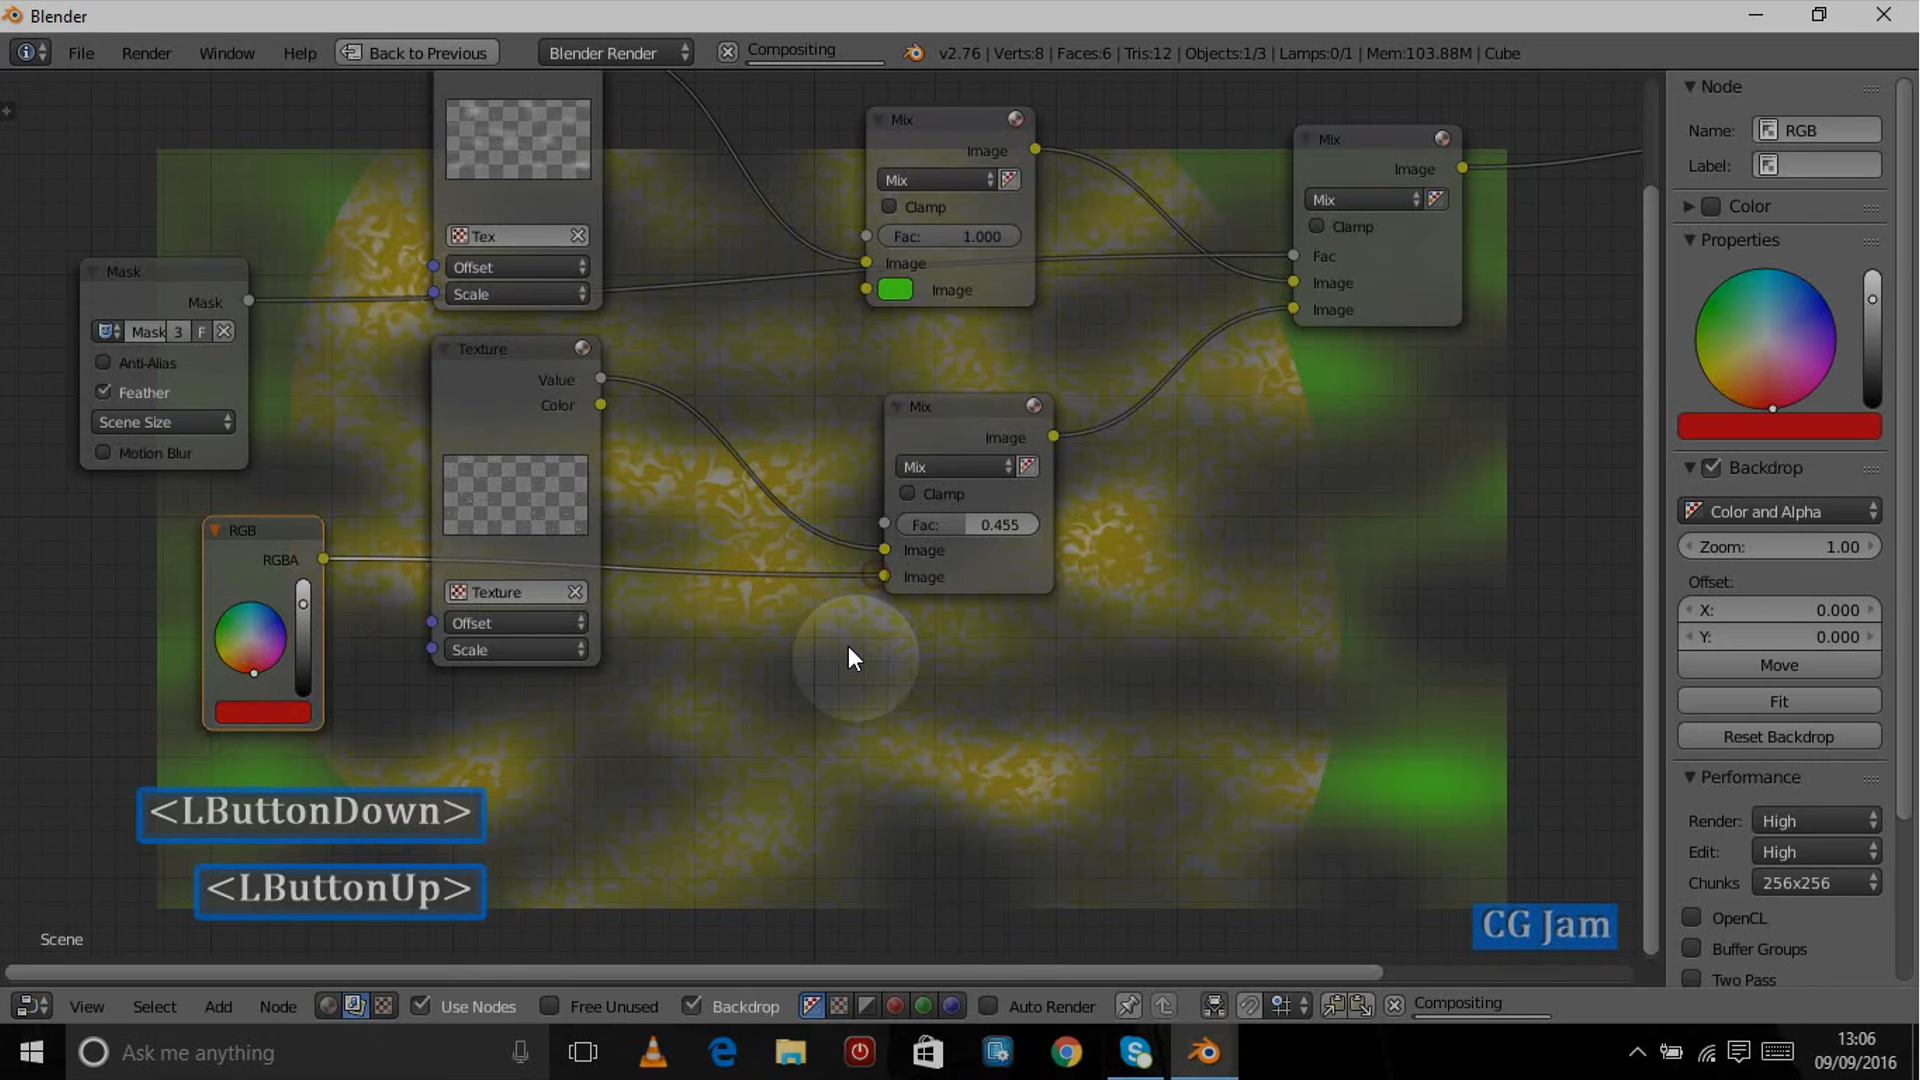 Blender
File Render Window Help Back to Previous Blender Render Compositing v2.76 | Verts:8 | Faces:6 | Tris:12 | Objects:1/3 | Lamps:0/1 | Mem:103.88M | Cube
Mask
Mask
Mask 3 F
Anti-Alias
Feather
Scene Size
Motion Blur
RGB
RGBA
Tex
Offset
Scale
Texture
Value
Color
Texture
Offset
Scale
Mix
Image
Mix
Clamp
Fac: 1.000
Image
Image
Mix
Image
Mix
Clamp
Fac: 0.455
Image
Image
Mix
Image
Mix
Clamp
Fac
Image
Image
<LButtonDown>
<LButtonUp>
CG Jam
Scene
Node
Name: RGB
Label:
Color
Properties
Backdrop
Color and Alpha
Zoom: 1.00
Offset:
X: 0.000
Y: 0.000
Move
Fit
Reset Backdrop
Performance
Render: High
Edit: High
Chunks 256x256
OpenCL
Buffer Groups
Two Pass
View Select Add Node Use Nodes Free Unused Backdrop Auto Render Compositing
Ask me anything
13:06
09/09/2016